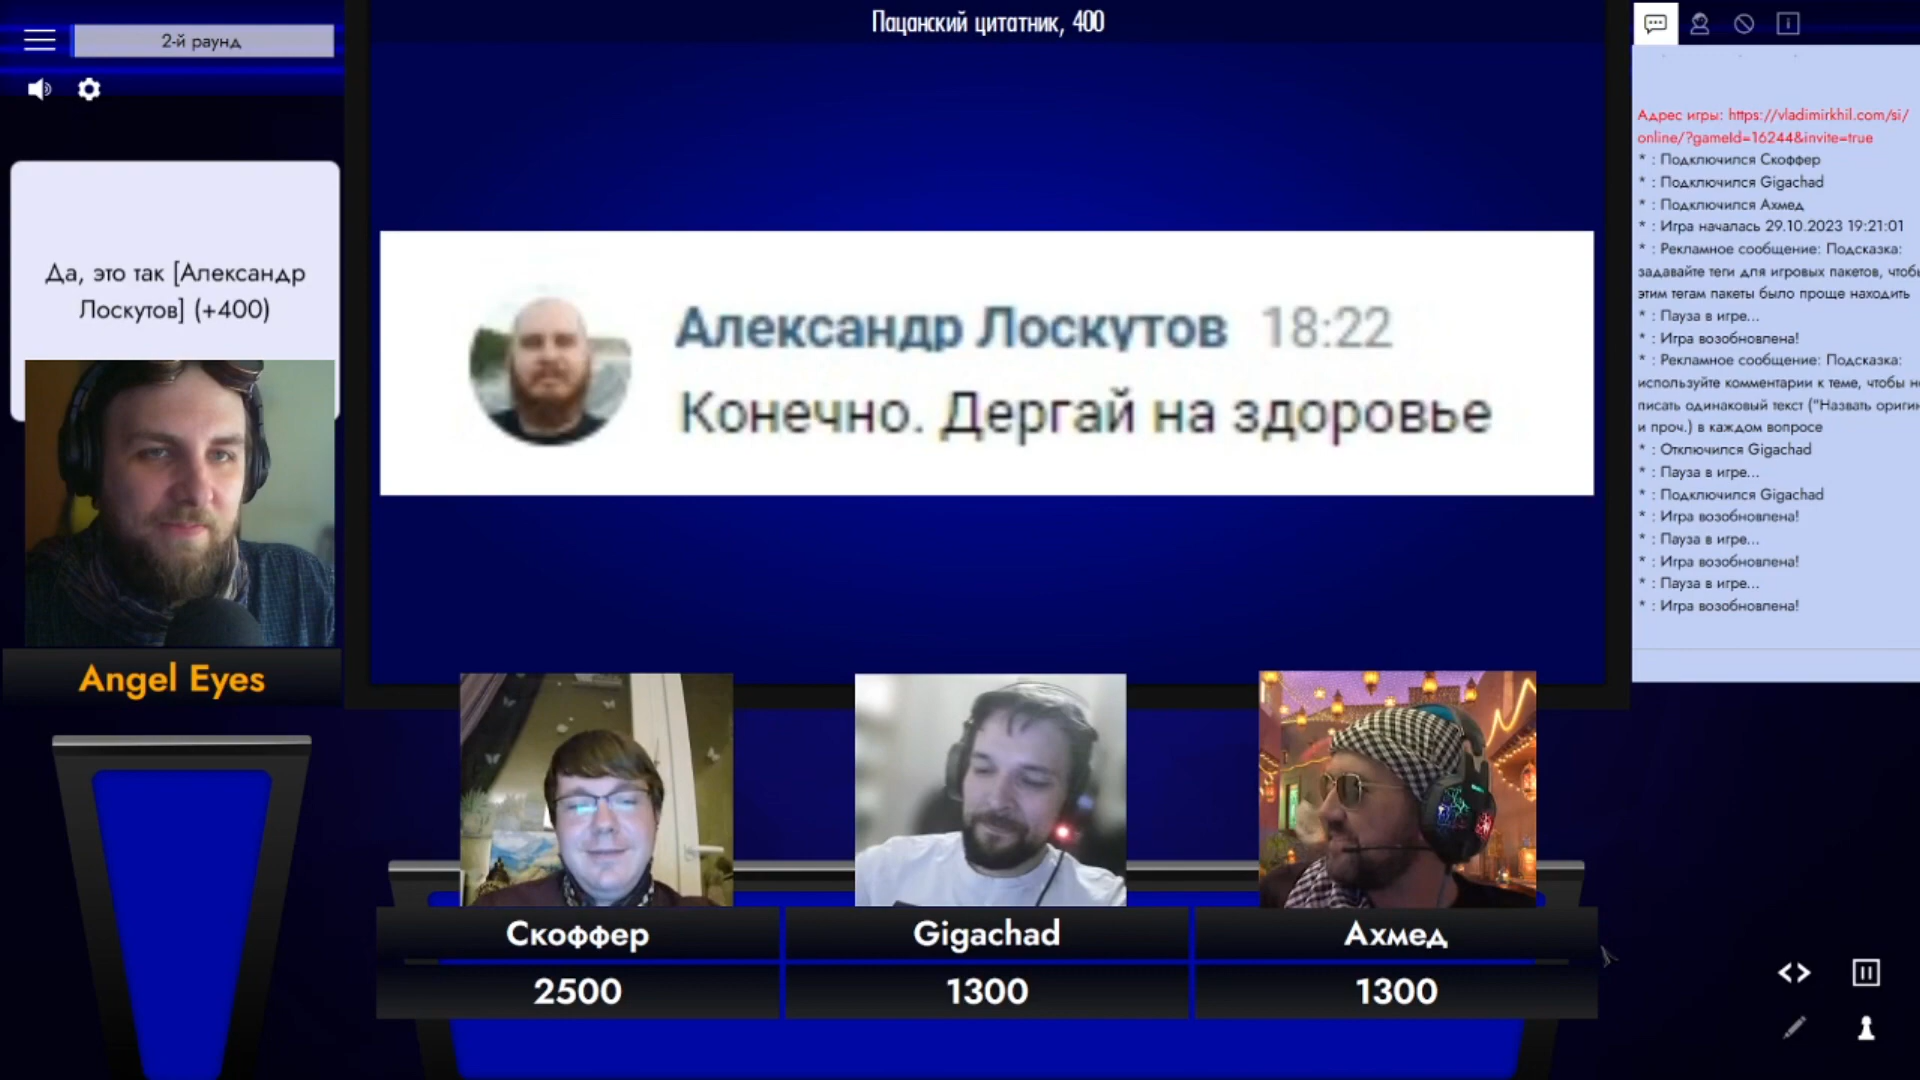 2-й раунд
Пацанский цитатник, 400
Да, это так [Александр
Лоскутов] (+400)
Angel Eyes
Александр Лоскутов 18:22
Конечно. Дергай на здоровье
Адрес игры: https://vladimirkhil.com/si/
online/?gameId=16244&invite=true
* : Подключился Скоффер
* : Подключился Gigachad
* : Подключился Ахмед
* : Игра началась 29.10.2023 19:21:01
* : Рекламное сообщение: Подсказка:
задавайте теги для игровых пакетов, чтобы
этим тегам пакеты было проще находить
* : Пауза в игре...
* : Игра возобновлена!
* : Рекламное сообщение: Подсказка:
используйте комментарии к теме, чтобы
писать одинаковый текст ("Назвать
и проч.) в каждом вопросе
* : Отключился Gigachad
* : Пауза в игре...
* : Подключился Gigachad
* : Игра возобновлена!
* : Пауза в игре...
* : Игра возобновлена!
* : Пауза в игре...
* : Игра возобновлена!
Скоффер
2500
Gigachad
1300
Ахмед
1300